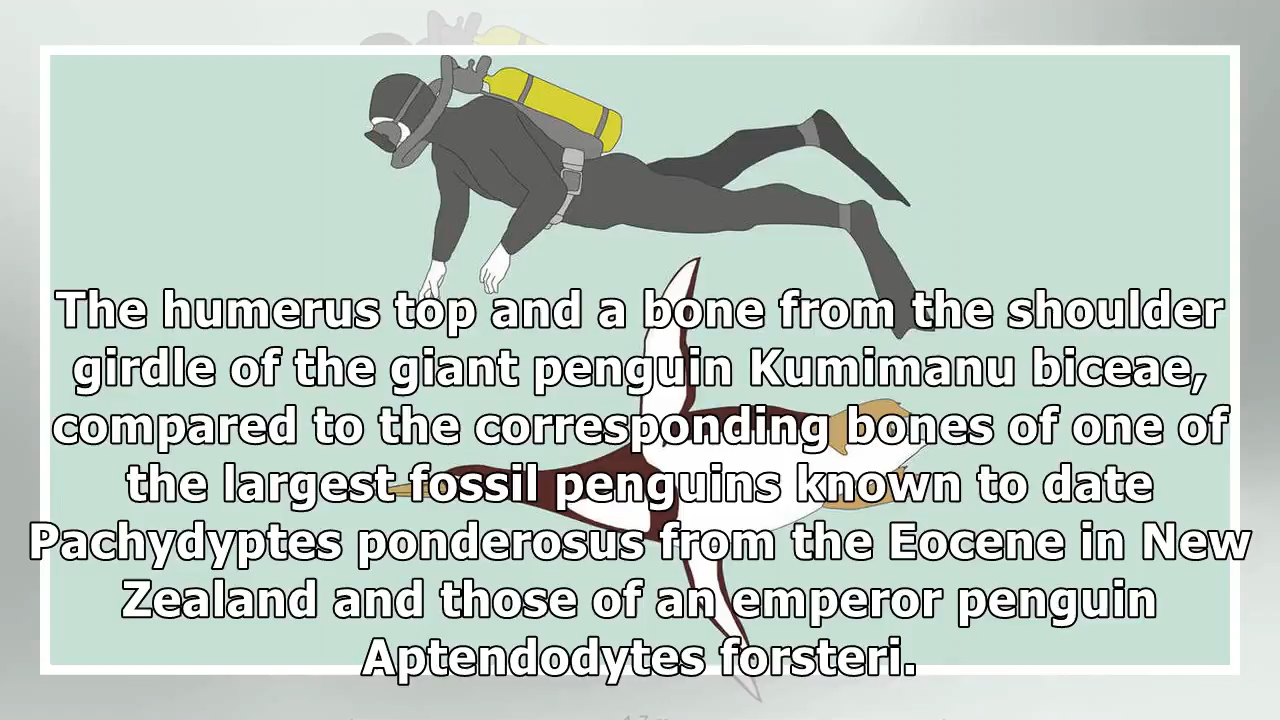 The humerus top and a bone from the shoulder
girdle of the giant penguin Kumimanu biceae,
compared to the corresponding bones of one of
the largest fossil penguins known to date
Pachydyptes ponderosus from the Eocene in New
Zealand and those of an emperor penguin
Aptendodytes forsteri.